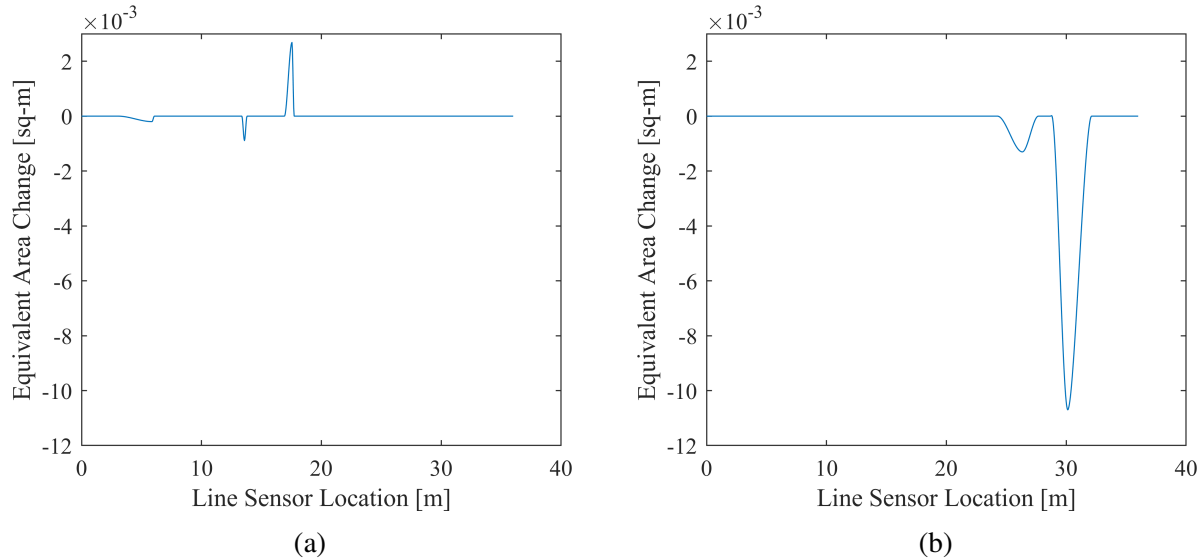 ×10⁻³
2
0
-2
-4
-6
-8
-10
-12
Equivalent Area Change [sq-m]
0 10 20 30 40
Line Sensor Location [m]
(a)
×10⁻³
2
0
-2
-4
-6
-8
-10
-12
Equivalent Area Change [sq-m]
0 10 20 30 40
Line Sensor Location [m]
(b)